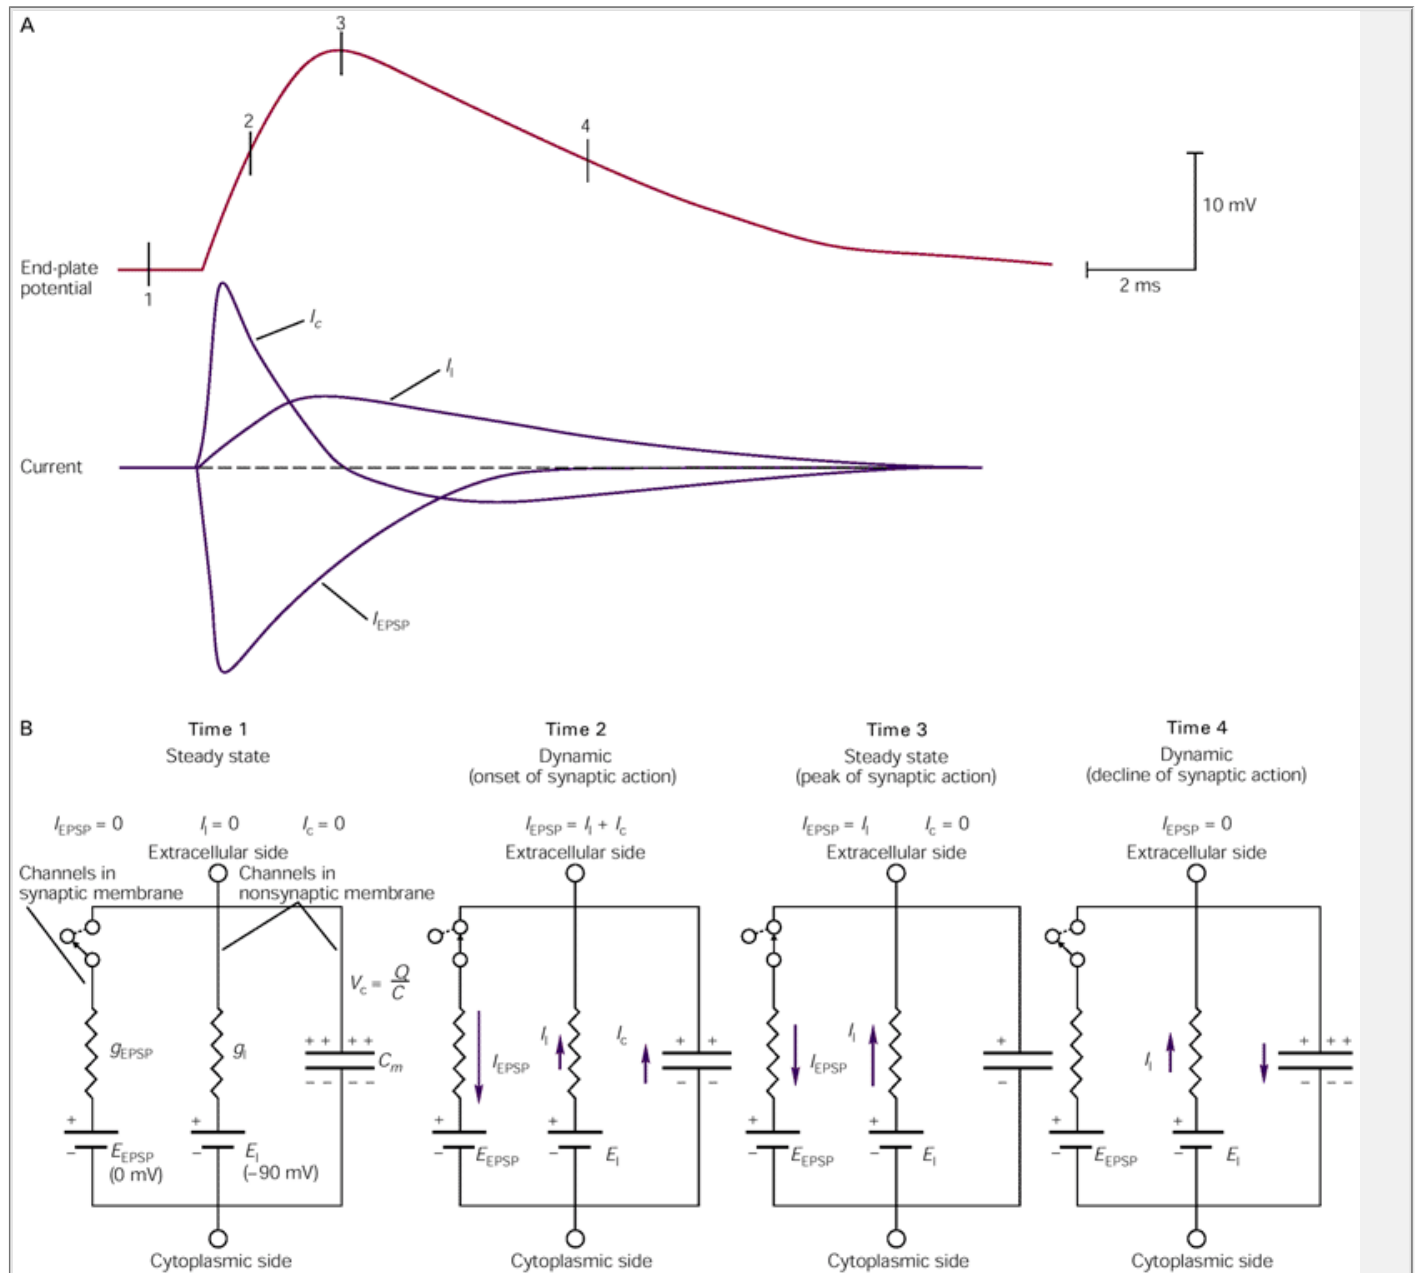 A
3
2
4
10 mV
End-plate
potential
1
2 ms
Ic
Il
Current
IEPSP
B
Time 1
Steady state
Time 2
Dynamic
(onset of synaptic action)
Time 3
Steady state
(peak of synaptic action)
Time 4
Dynamic
(decline of synaptic action)
IEPSP = 0 Il = 0 Ic = 0
IEPSP = Il + Ic
IEPSP = Il Ic = 0
IEPSP = 0
Extracellular side
Extracellular side
Extracellular side
Extracellular side
Channels in
synaptic membrane
Channels in
nonsynaptic membrane
Vc = Q
C
gEPSP
gl
+ + + +
Cm
– – – –
+
–
EEPSP
(0 mV)
+
–
El
(–90 mV)
Cytoplasmic side
IEPSP
Il
Ic
+ +
– –
+
–
EEPSP
+
–
El
Cytoplasmic side
IEPSP
Il
+
–
+
–
EEPSP
+
–
El
Cytoplasmic side
Il
+ + +
– – –
+
–
EEPSP
+
–
El
Cytoplasmic side